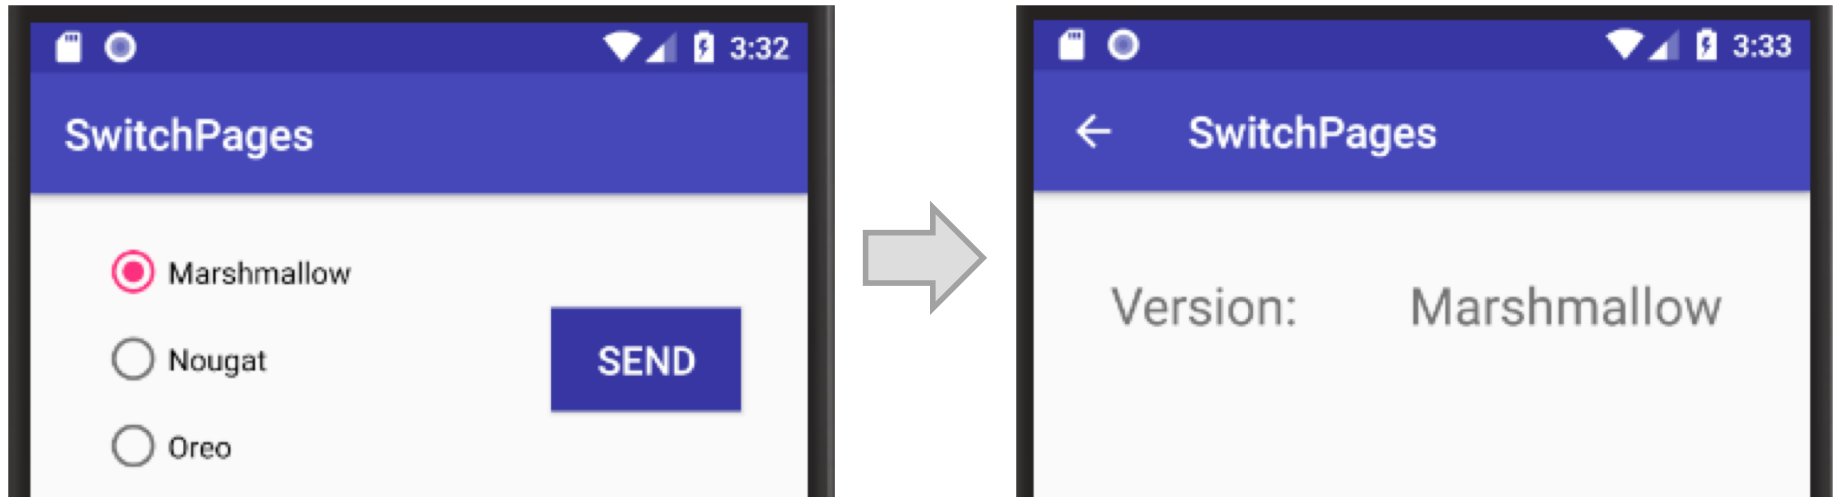 3:32
SwitchPages
Marshmallow
Nougat
SEND
Oreo
3:33
SwitchPages
Version: Marshmallow